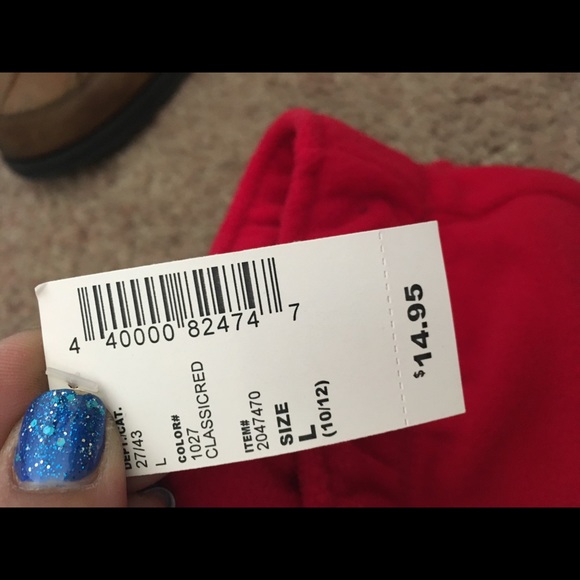 4 40000 82474 7
DEPT./CAT.
27/43
L
COLOR#
1027
CLASSICRED
ITEM#
2047470
SIZE
L
(10/12)
$14.95